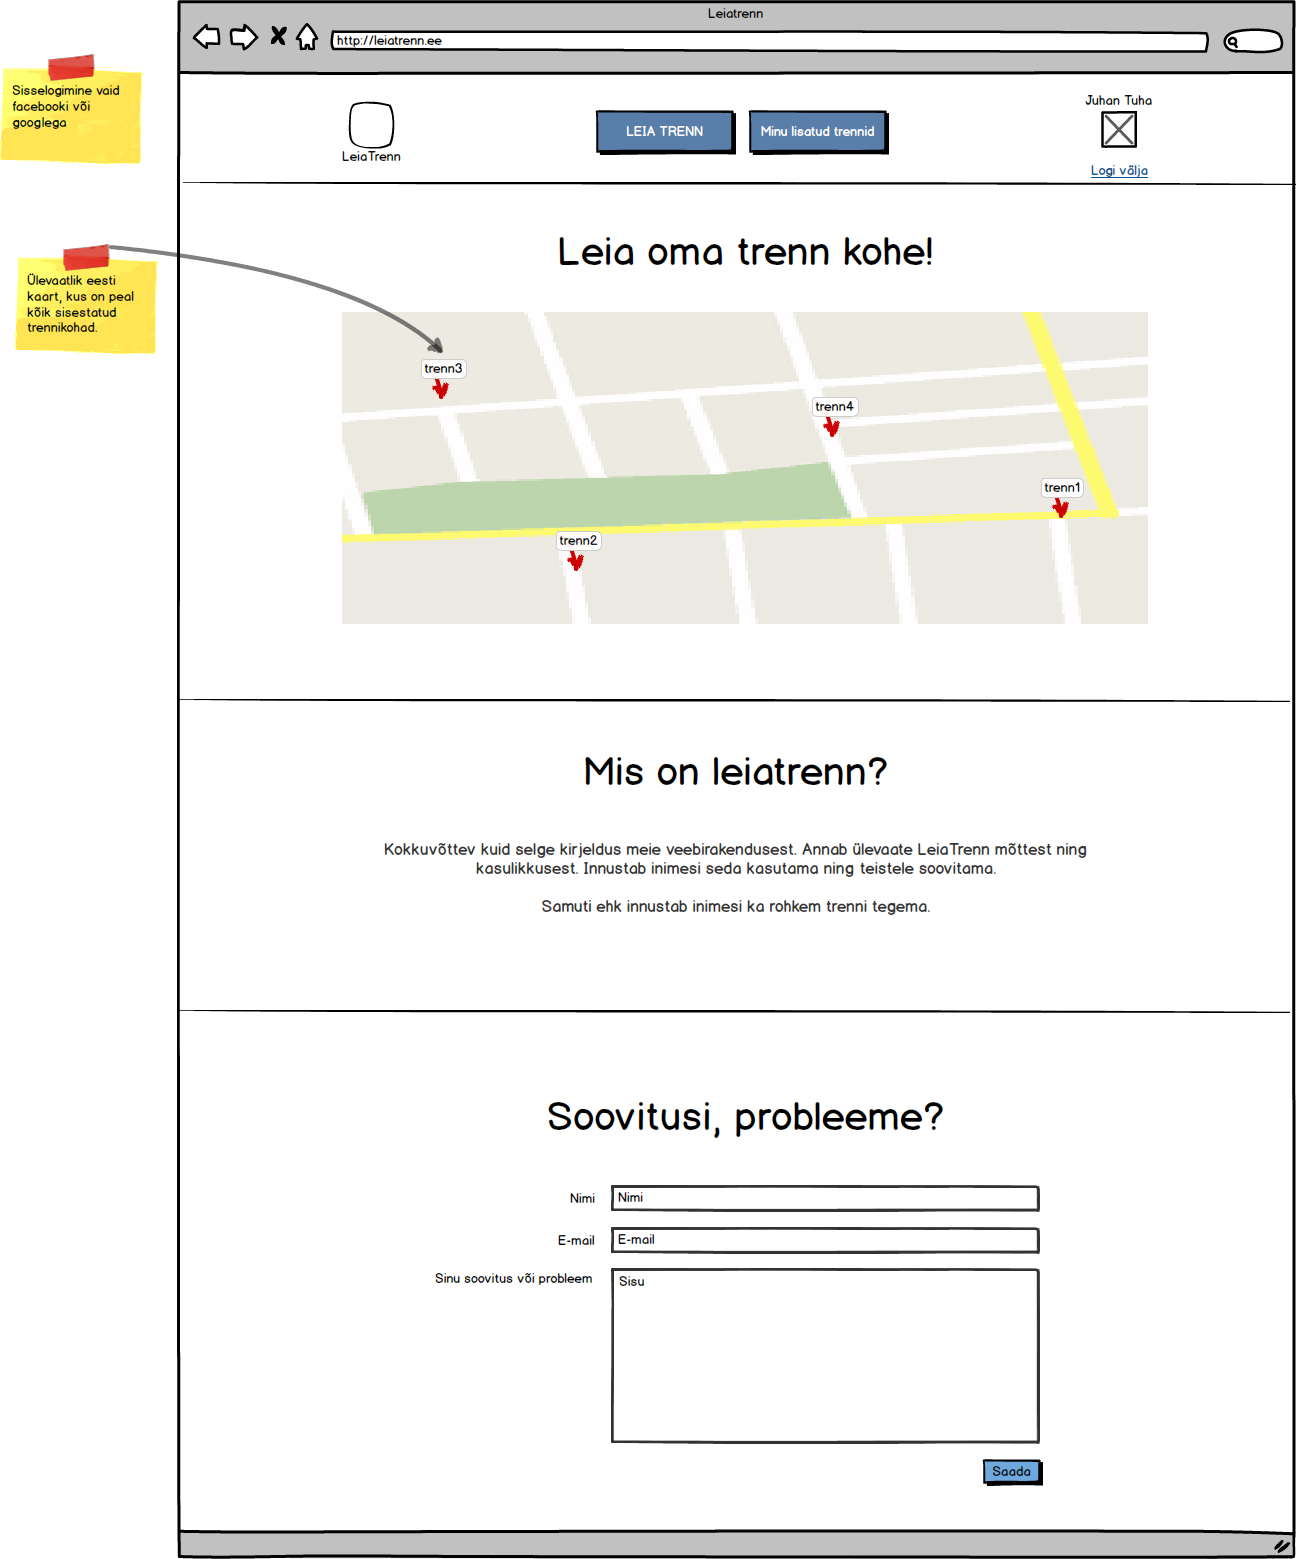 Leiatrenn
http://leiatrenn.ee
Sisselogimine vaid
facebooki või
googlega
LeiaTrenn
LEIA TRENN
Minu lisatud trennid
Juhan Tuha
Logi välja
Ülevaatlik eesti
kaart, kus on peal
kõik sisestatud
trennikohad.
Leia oma trenn kohe!
trenn3
trenn4
trenn1
trenn2
Mis on leiatrenn?
Kokkuvõttev kuid selge kirjeldus meie veebirakendusest. Annab ülevaate LeiaTrenn mõttest ning
kasulikkusest. Innustab inimesi seda kasutama ning teistele soovitama.
Samuti ehk innustab inimesi ka rohkem trenni tegema.
Soovitusi, probleeme?
Nimi
Nimi
E-mail
E-mail
Sinu soovitus või probleem
Sisu
Saada